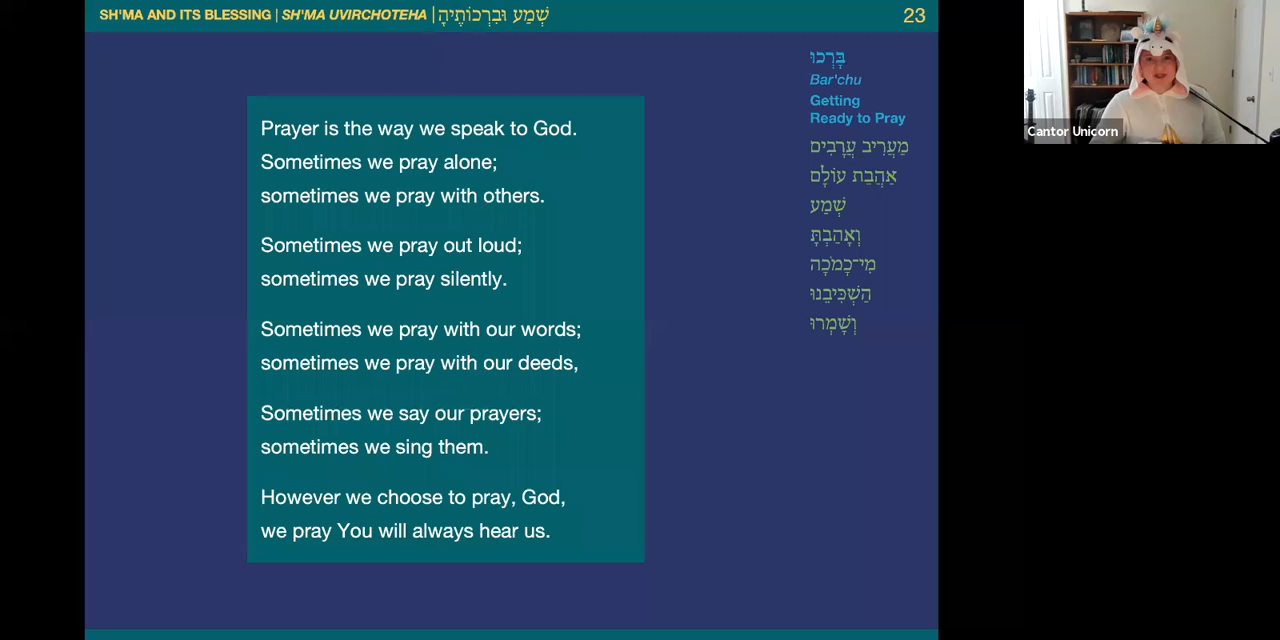 SH'MA AND ITS BLESSING | SH'MA UVIRCHOTEHA | שְׁמַע וּבִרְכוֹתֶֽיהָ 23
Prayer is the way we speak to God.
Sometimes we pray alone;
sometimes we pray with others.
Sometimes we pray out loud;
sometimes we pray silently.
Sometimes we pray with our words;
sometimes we pray with our deeds,
Sometimes we say our prayers;
sometimes we sing them.
However we choose to pray, God,
we pray You will always hear us.
בָּרְכוּ
Bar'chu
Getting
Ready to Pray
מַעֲרִיב עֲרָבִים
אַהֲבַת עוֹלָם
שְׁמַע
וְאָהַבְתָּ
מִי־כָמֹכָה
הַשְׁכִּיבֵנוּ
וְשָׁמְרוּ
Cantor Unicorn